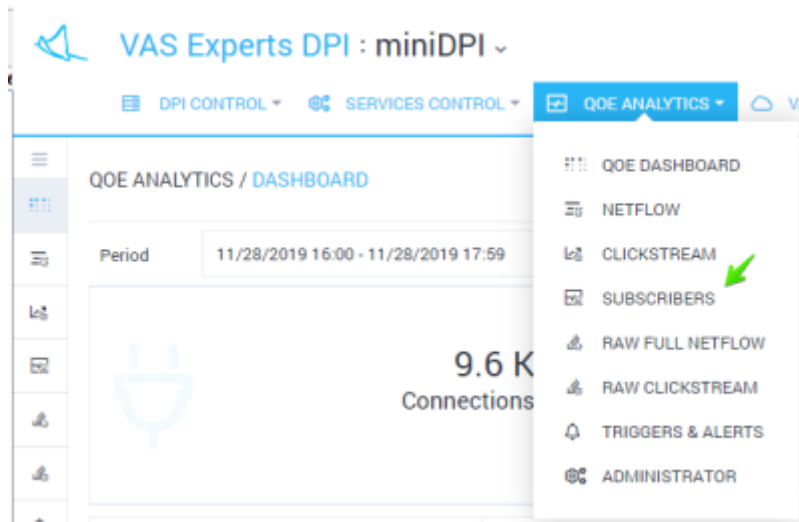 VAS Experts DPI : miniDPI
DPI CONTROL SERVICES CONTROL QOE ANALYTICS
QOE ANALYTICS / DASHBOARD
Period 11/28/2019 16:00 - 11/28/2019 17:59
9.6 K
Connections
QOE DASHBOARD
NETFLOW
CLICKSTREAM
SUBSCRIBERS
RAW FULL NETFLOW
RAW CLICKSTREAM
TRIGGERS & ALERTS
ADMINISTRATOR